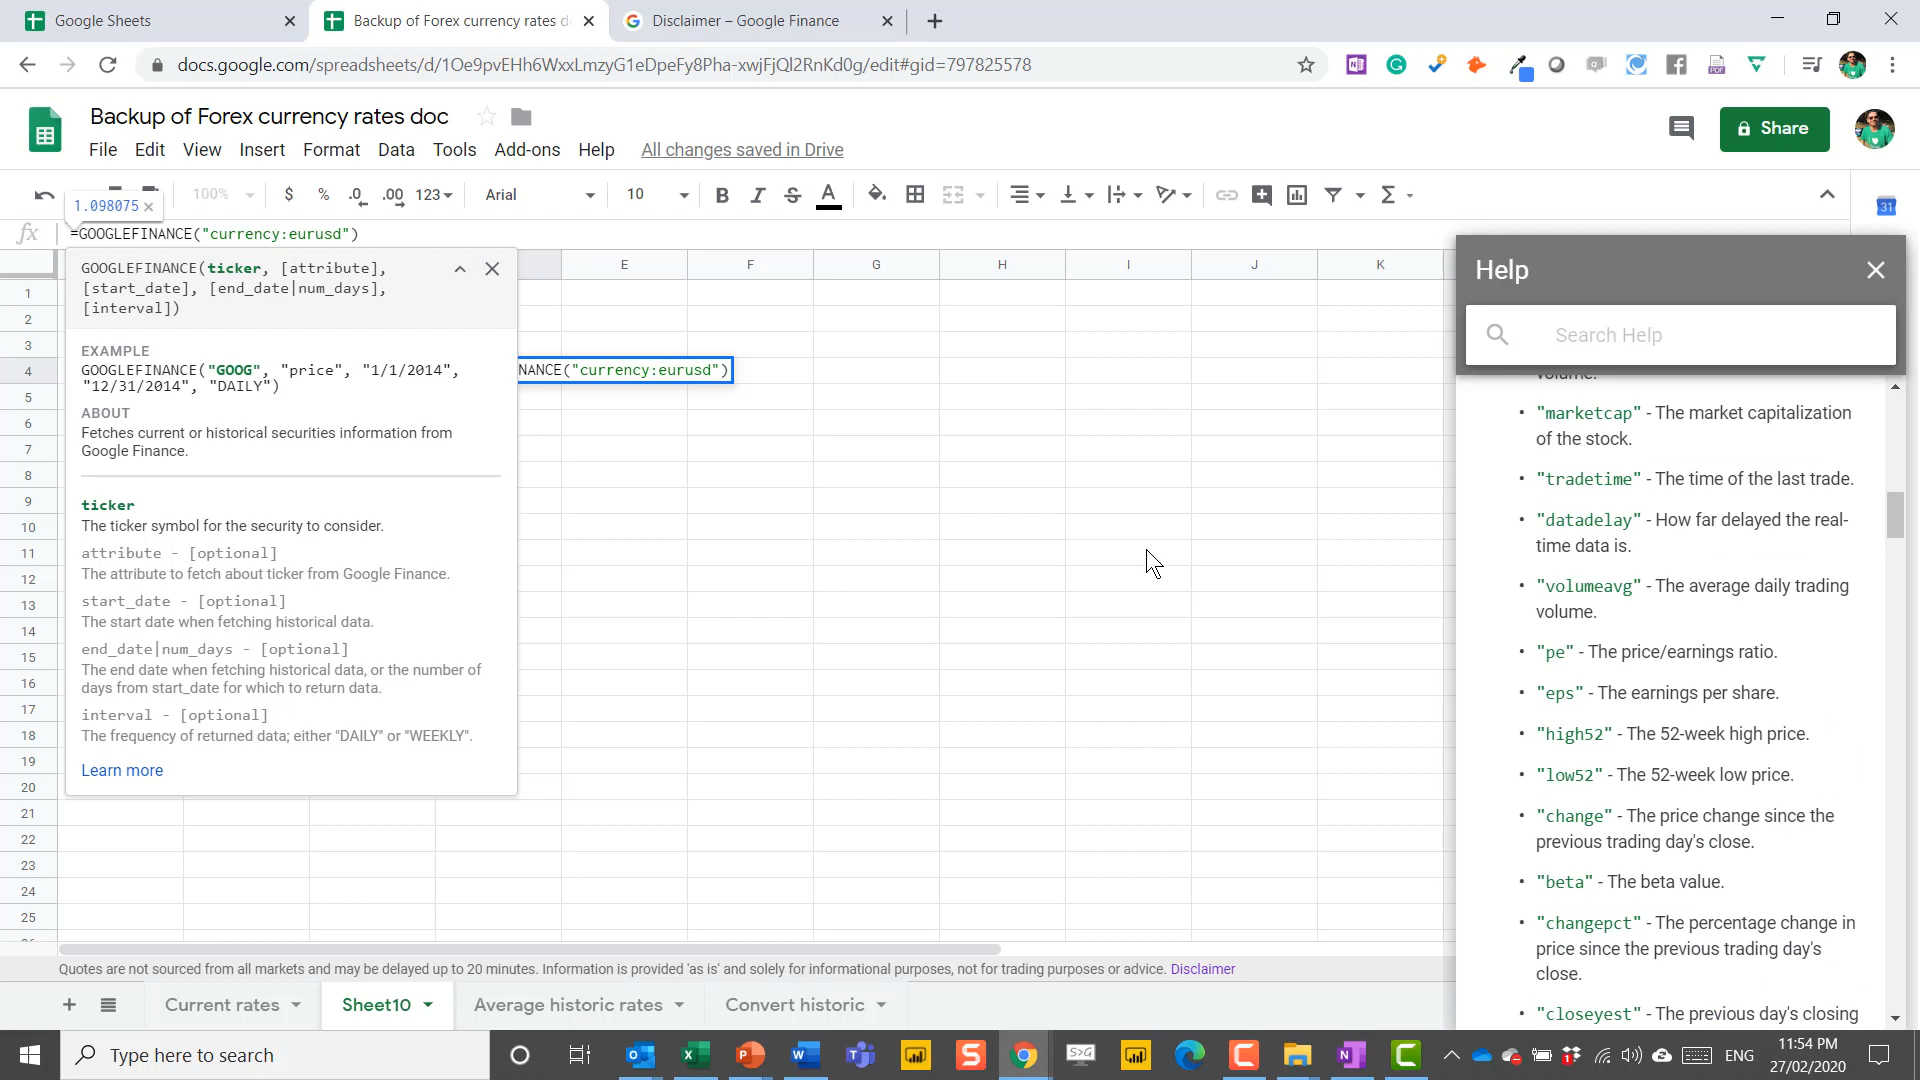 Google Sheets
Backup of Forex currency rates d
Disclaimer – Google Finance
docs.google.com/spreadsheets/d/1Oe9pvEHh6WxxLmzyG1eDpeFy8Pha-xwjFjQl2RnKd0g/edit#gid=797825578
Backup of Forex currency rates doc
Share
File Edit View Insert Format Data Tools Add-ons Help All changes saved in Drive
100% $ % .0 .00 123 Arial 10 B I S A Σ
31
1.098075 ×
fx =GOOGLEFINANCE("currency:eurusd")
E F G H I J K
GOOGLEFINANCE(ticker, [attribute],
[start_date], [end_date|num_days],
[interval])
EXAMPLE
GOOGLEFINANCE("GOOG", "price", "1/1/2014",
"12/31/2014", "DAILY")
ABOUT
Fetches current or historical securities information from
Google Finance.
ticker
The ticker symbol for the security to consider.
attribute - [optional]
The attribute to fetch about ticker from Google Finance.
start_date - [optional]
The start date when fetching historical data.
end_date|num_days - [optional]
The end date when fetching historical data, or the number of
days from start_date for which to return data.
interval - [optional]
The frequency of returned data; either "DAILY" or "WEEKLY".
Learn more
NANCE("currency:eurusd")
1
2
3
4
5
6
7
8
9
10
11
12
13
14
15
16
17
18
19
20
21
22
23
24
25
Help
Search Help
volume.
• "marketcap" - The market capitalization
of the stock.
• "tradetime" - The time of the last trade.
• "datadelay" - How far delayed the real-
time data is.
• "volumeavg" - The average daily trading
volume.
• "pe" - The price/earnings ratio.
• "eps" - The earnings per share.
• "high52" - The 52-week high price.
• "low52" - The 52-week low price.
• "change" - The price change since the
previous trading day's close.
• "beta" - The beta value.
• "changepct" - The percentage change in
price since the previous trading day's
close.
• "closeyest" - The previous day's closing
Quotes are not sourced from all markets and may be delayed up to 20 minutes. Information is provided 'as is' and solely for informational purposes, not for trading purposes or advice. Disclaimer
Current rates Sheet10 Average historic rates Convert historic
Type here to search
ENG
11:54 PM
27/02/2020